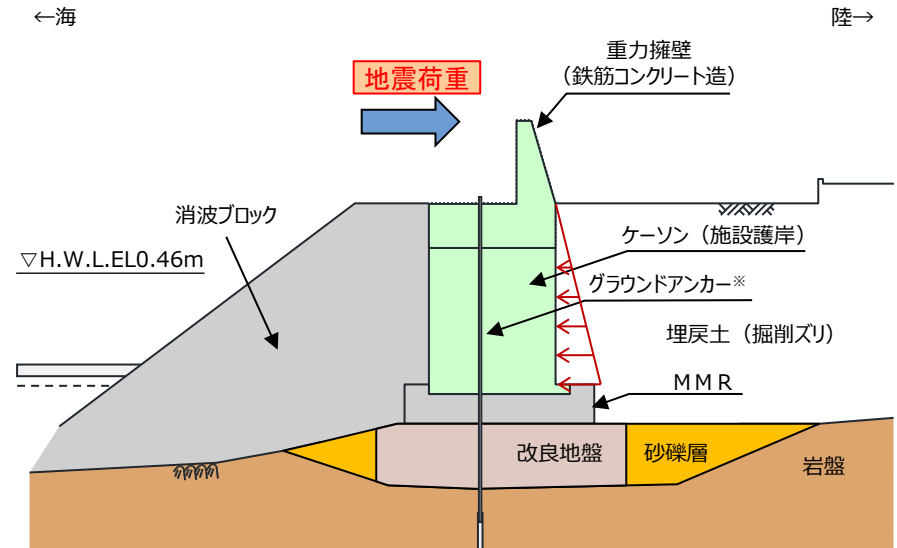 ←海
陸→
重力擁壁
（鉄筋コンクリート造）
地震荷重
消波ブロック
ケーソン（施設護岸）
▽H.W.L.EL0.46m
グラウンドアンカー※
埋戻土（掘削ズリ）
ＭＭＲ
改良地盤
砂礫層
岩盤